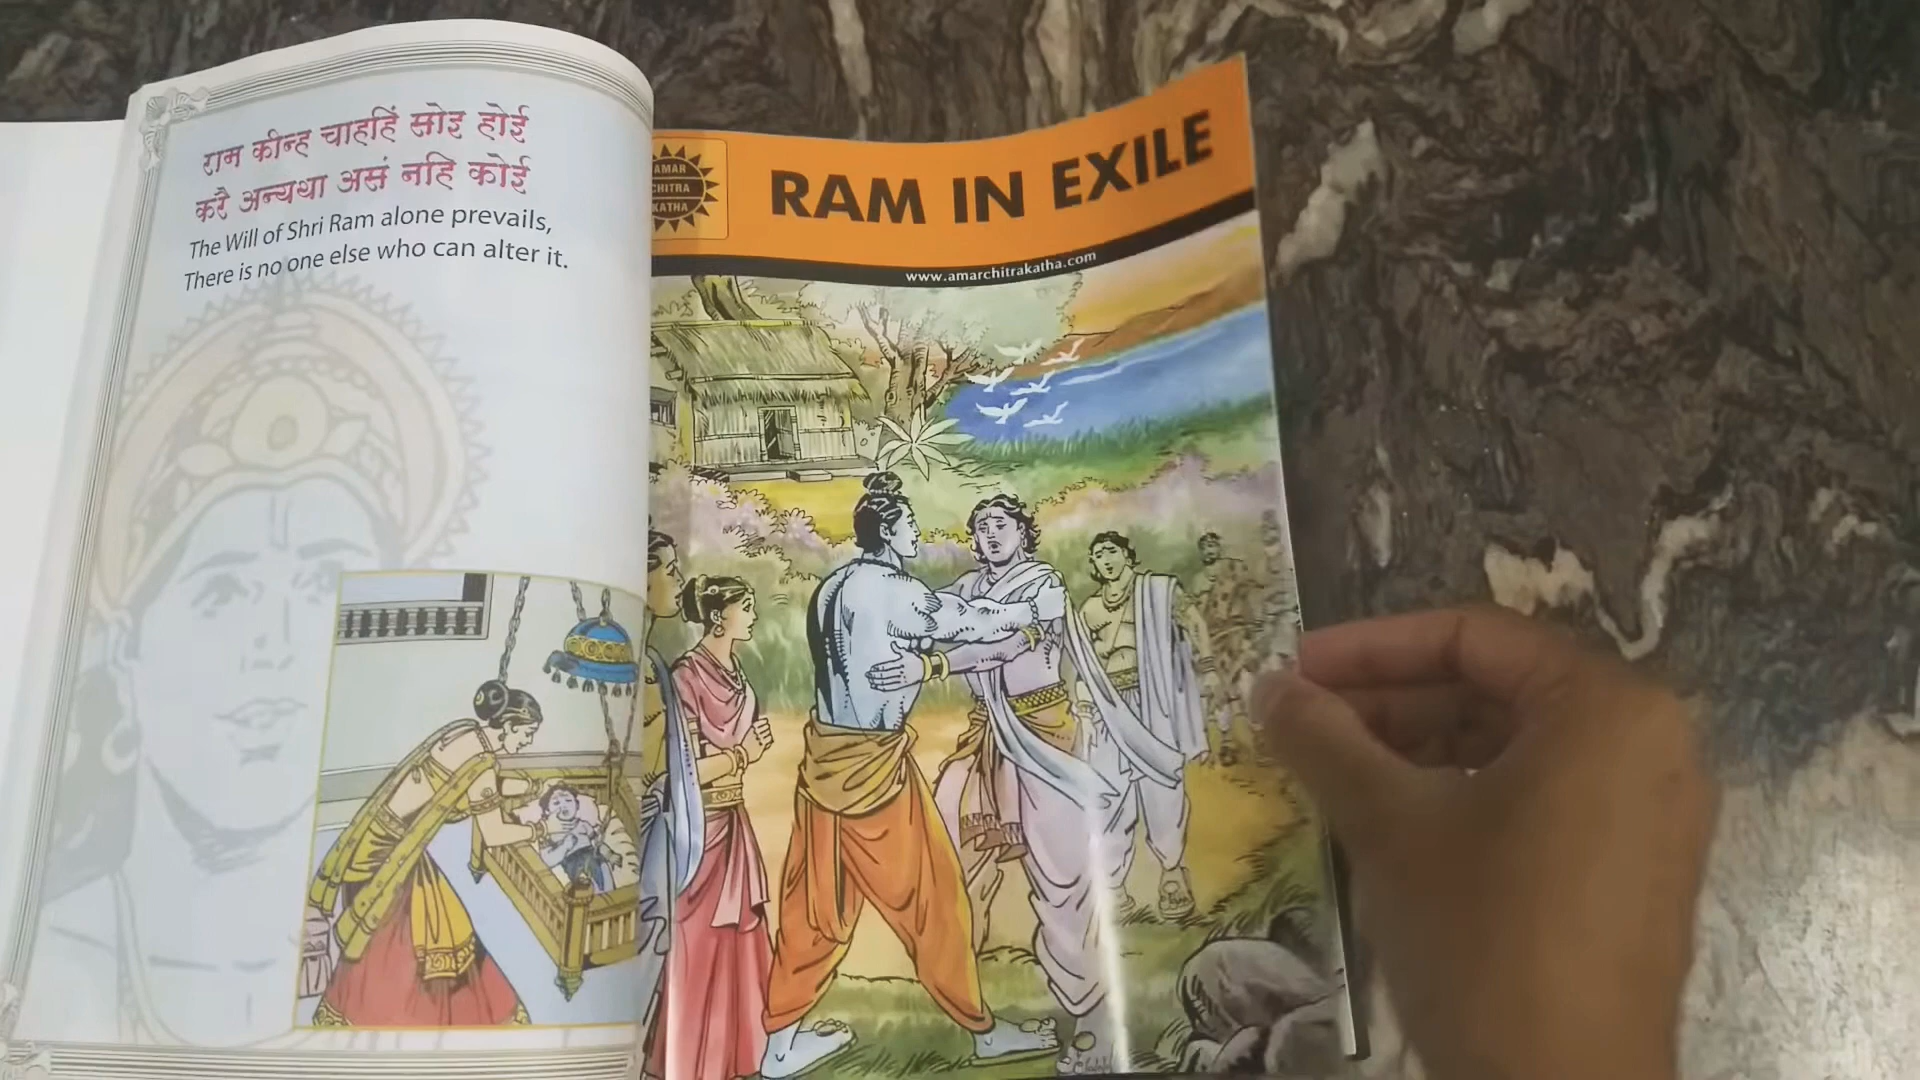 राम कीन्ह चाहहिं सोइ होई
करै अन्यथा असं नहि कोई
The Will of Shri Ram alone prevails,
There is no one else who can alter it.
AMAR
CHITRA
KATHA
RAM IN EXILE
www.amarchitrakatha.com